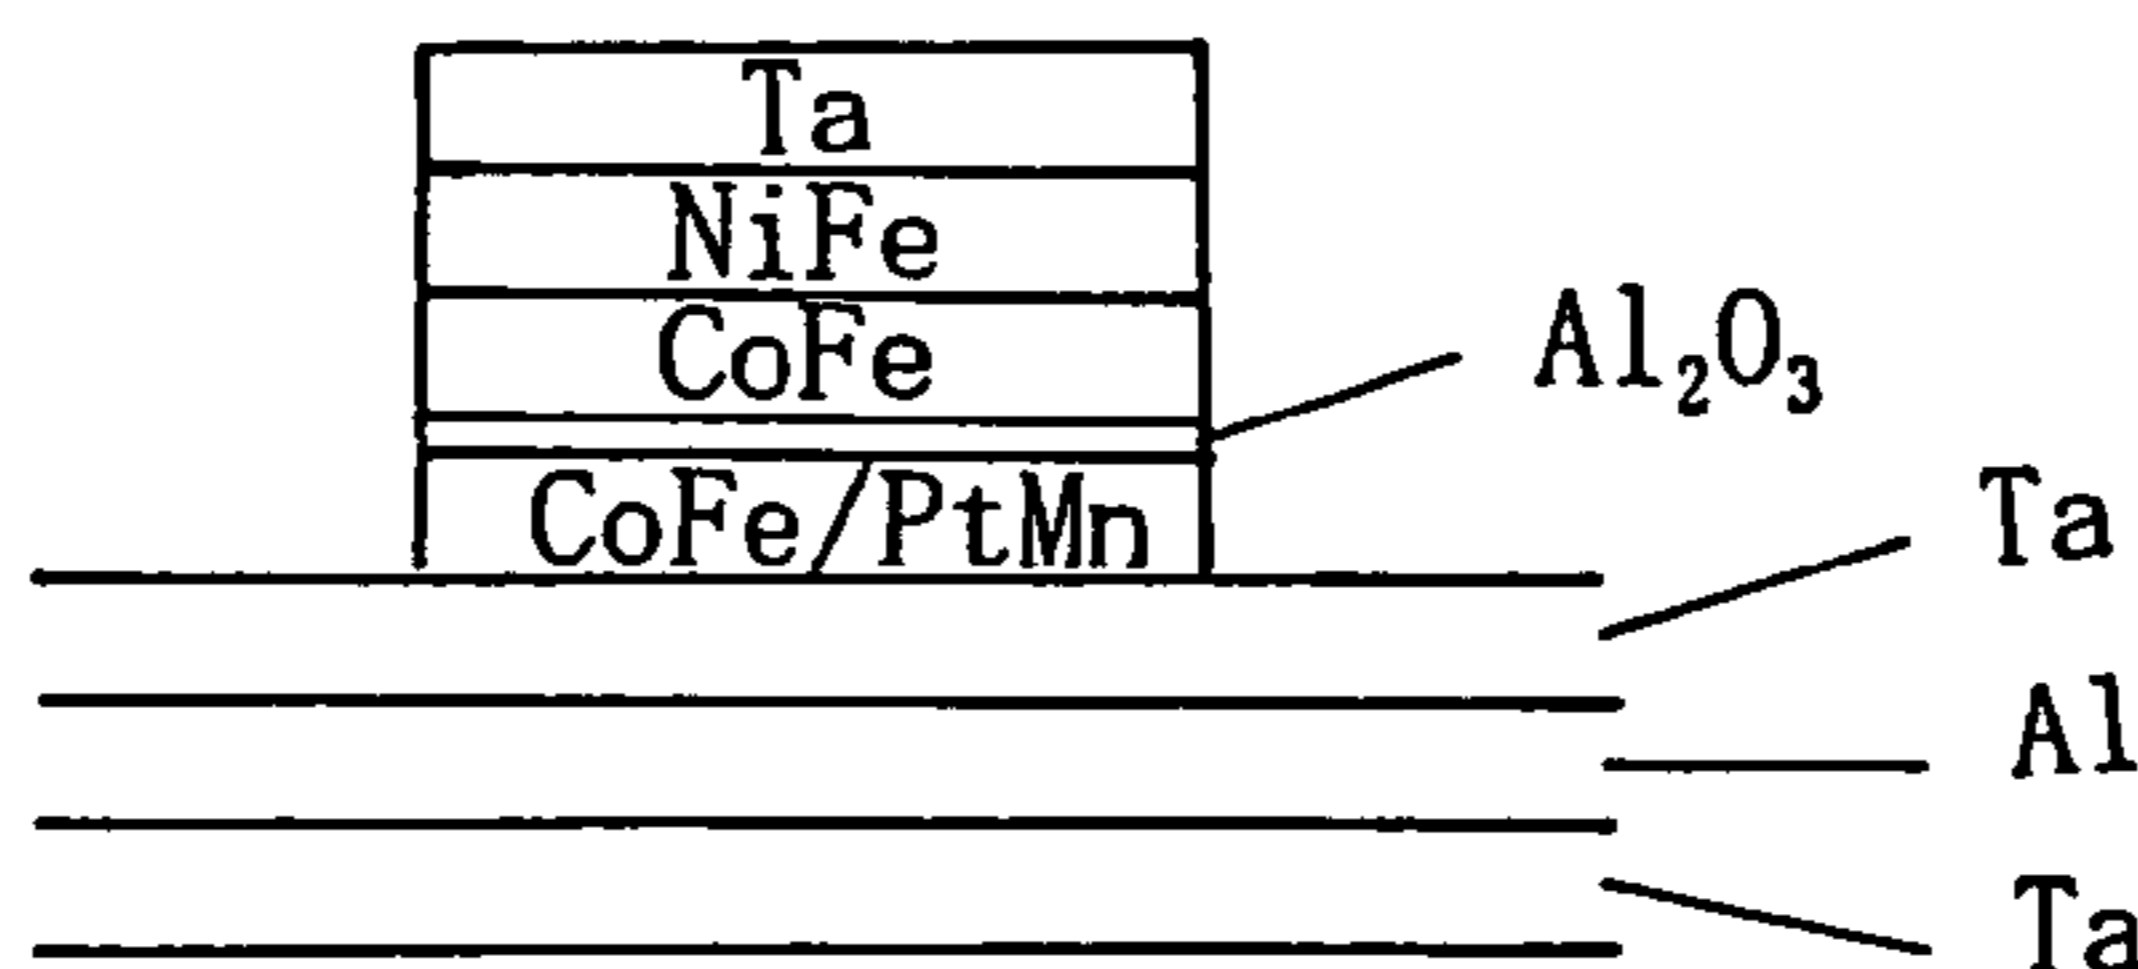 Ta
NiFe
CoFe
Al₂O₃
CoFe/PtMn
Ta
Al
Ta